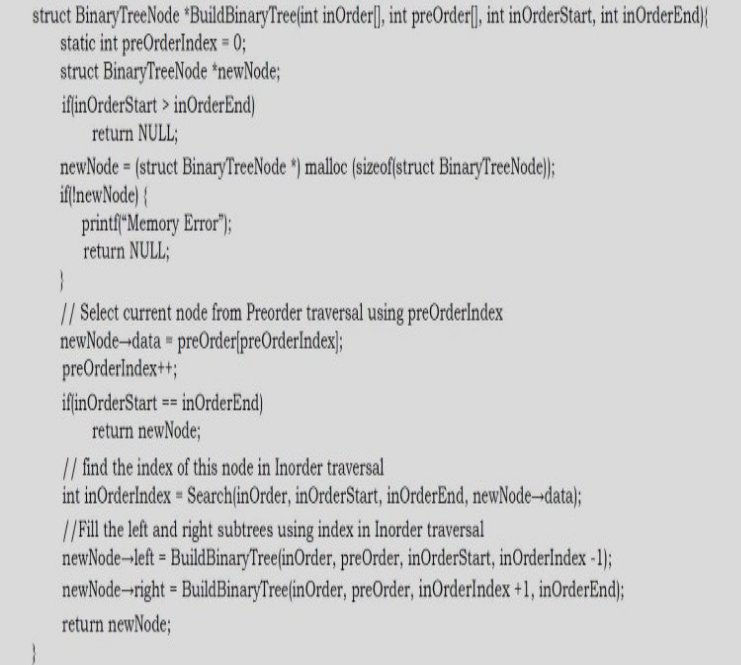 struct BinaryTreeNode *BuildBinaryTree(int inOrder[], int preOrder[], int inOrderStart, int inOrderEnd){
static int preOrderIndex = 0;
struct BinaryTreeNode *newNode;
if(inOrderStart > inOrderEnd)
return NULL;
newNode = (struct BinaryTreeNode *) malloc (sizeof(struct BinaryTreeNode));
if(!newNode) {
printf("Memory Error");
return NULL;
}
// Select current node from Preorder traversal using preOrderIndex
newNode→data = preOrder[preOrderIndex];
preOrderIndex++;
if(inOrderStart == inOrderEnd)
return newNode;
// find the index of this node in Inorder traversal
int inOrderIndex = Search(inOrder, inOrderStart, inOrderEnd, newNode→data);
//Fill the left and right subtrees using index in Inorder traversal
newNode→left = BuildBinaryTree(inOrder, preOrder, inOrderStart, inOrderIndex -1);
newNode→right = BuildBinaryTree(inOrder, preOrder, inOrderIndex +1, inOrderEnd);
return newNode;
}